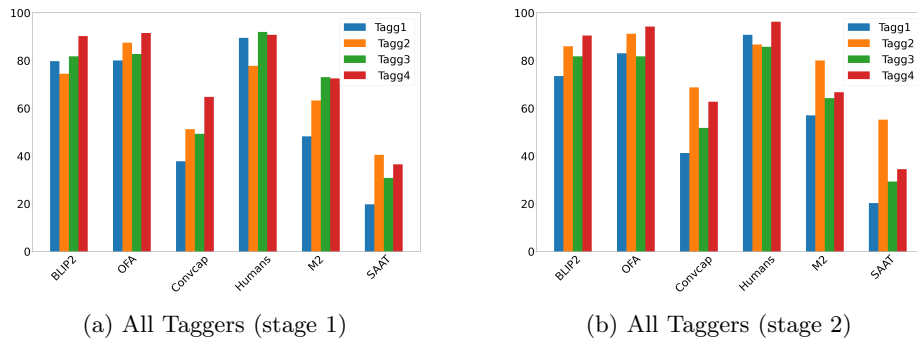 100
80
60
40
20
0
Tagg1
Tagg2
Tagg3
Tagg4
BLIP2
OFA
Convcap
Humans
M2
SAAT
(a) All Taggers (stage 1)
100
80
60
40
20
0
Tagg1
Tagg2
Tagg3
Tagg4
BLIP2
OFA
Convcap
Humans
M2
SAAT
(b) All Taggers (stage 2)